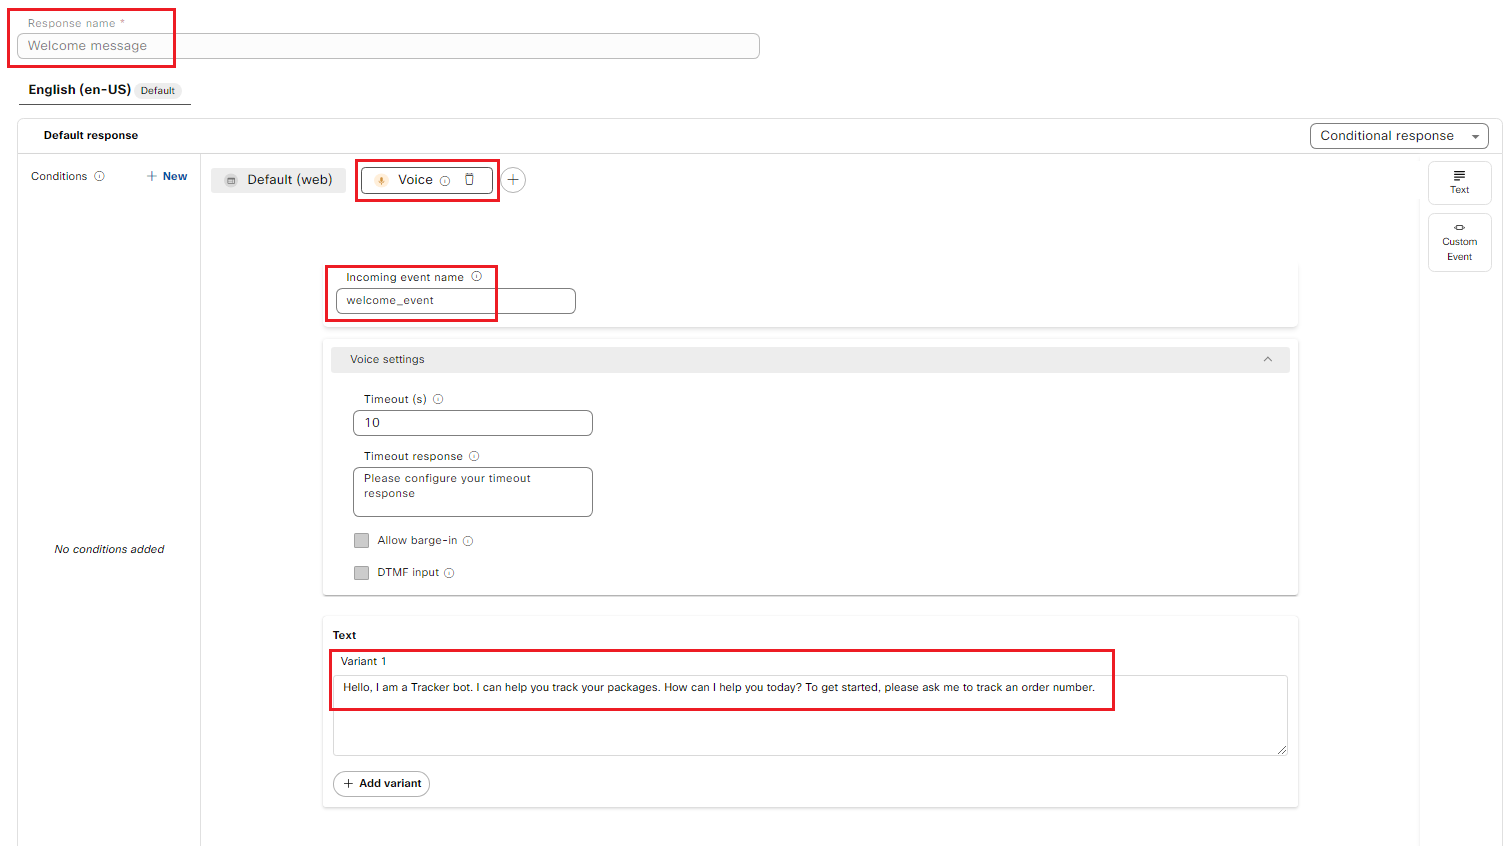 Response name *
Welcome message
English (en-US) Default
Default response
Conditional response
Conditions
+ New
Default (web)
Voice
Text
Custom
Event
Incoming event name
welcome_event
Voice settings
Timeout (s)
10
Timeout response
Please configure your timeout
response
Allow barge-in
No conditions added
DTMF input
Text
Variant 1
Hello, I am a Tracker bot. I can help you track your packages. How can I help you today? To get started, please ask me to track an order number.
+ Add variant